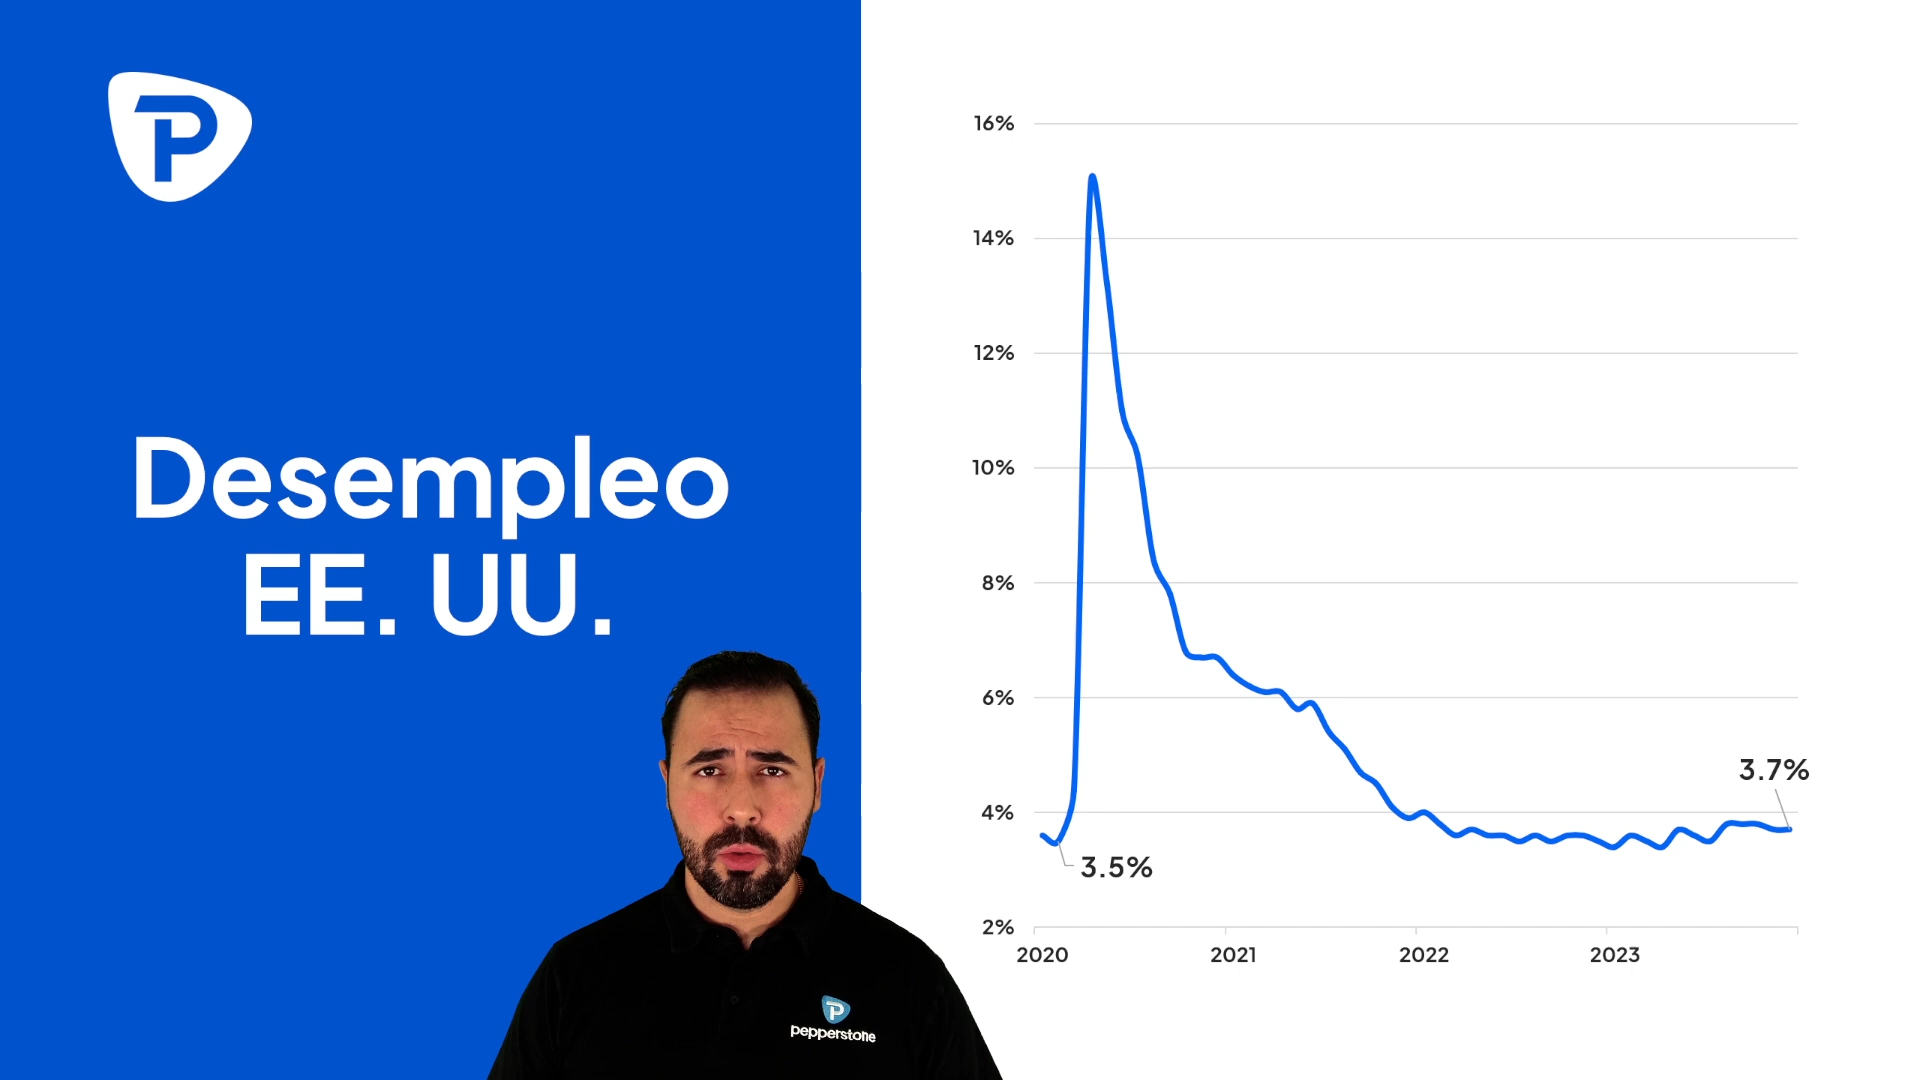 P
Desempleo
EE. UU.
16%
14%
12%
10%
8%
6%
4%
2%
3.7%
3.5%
2020
2021
2022
2023
P
pepperstone